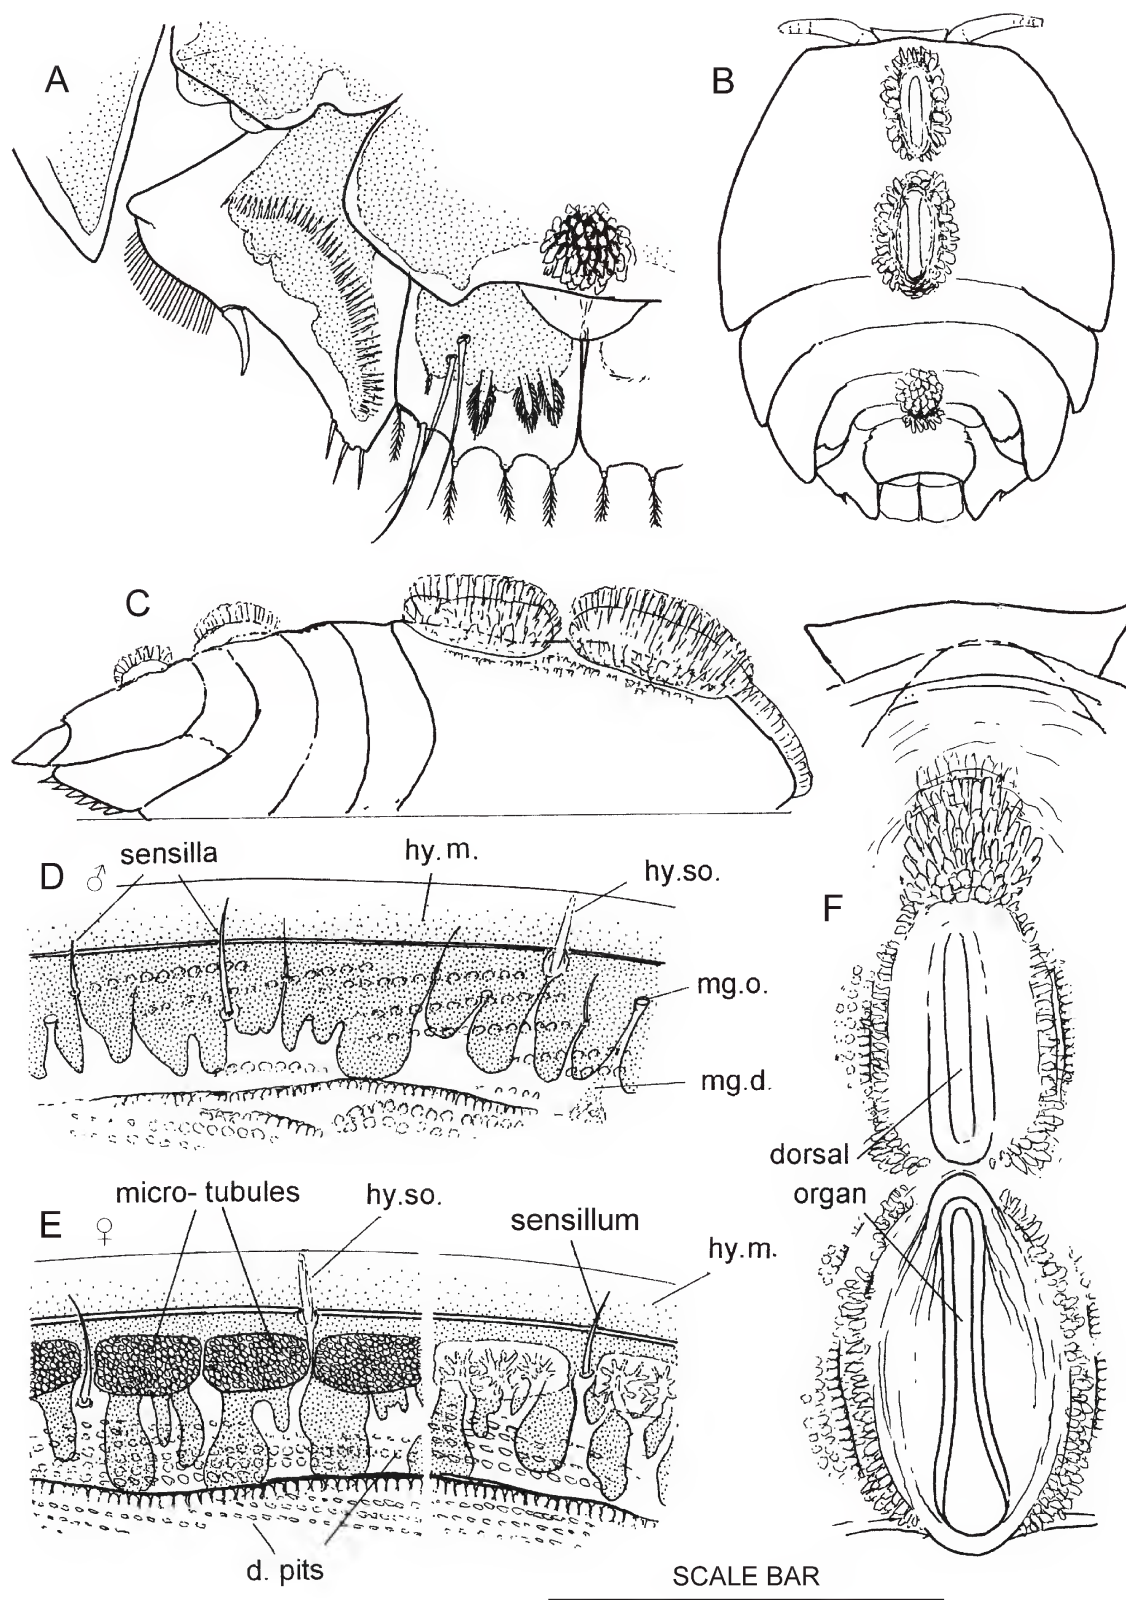 A
B
C
D ♂
sensilla
hy. m.
hy.so.
mg.o.
mg.d.
E ♀
micro- tubules
hy.so.
sensillum
hy.m.
d. pits
F
dorsal
organ
SCALE BAR